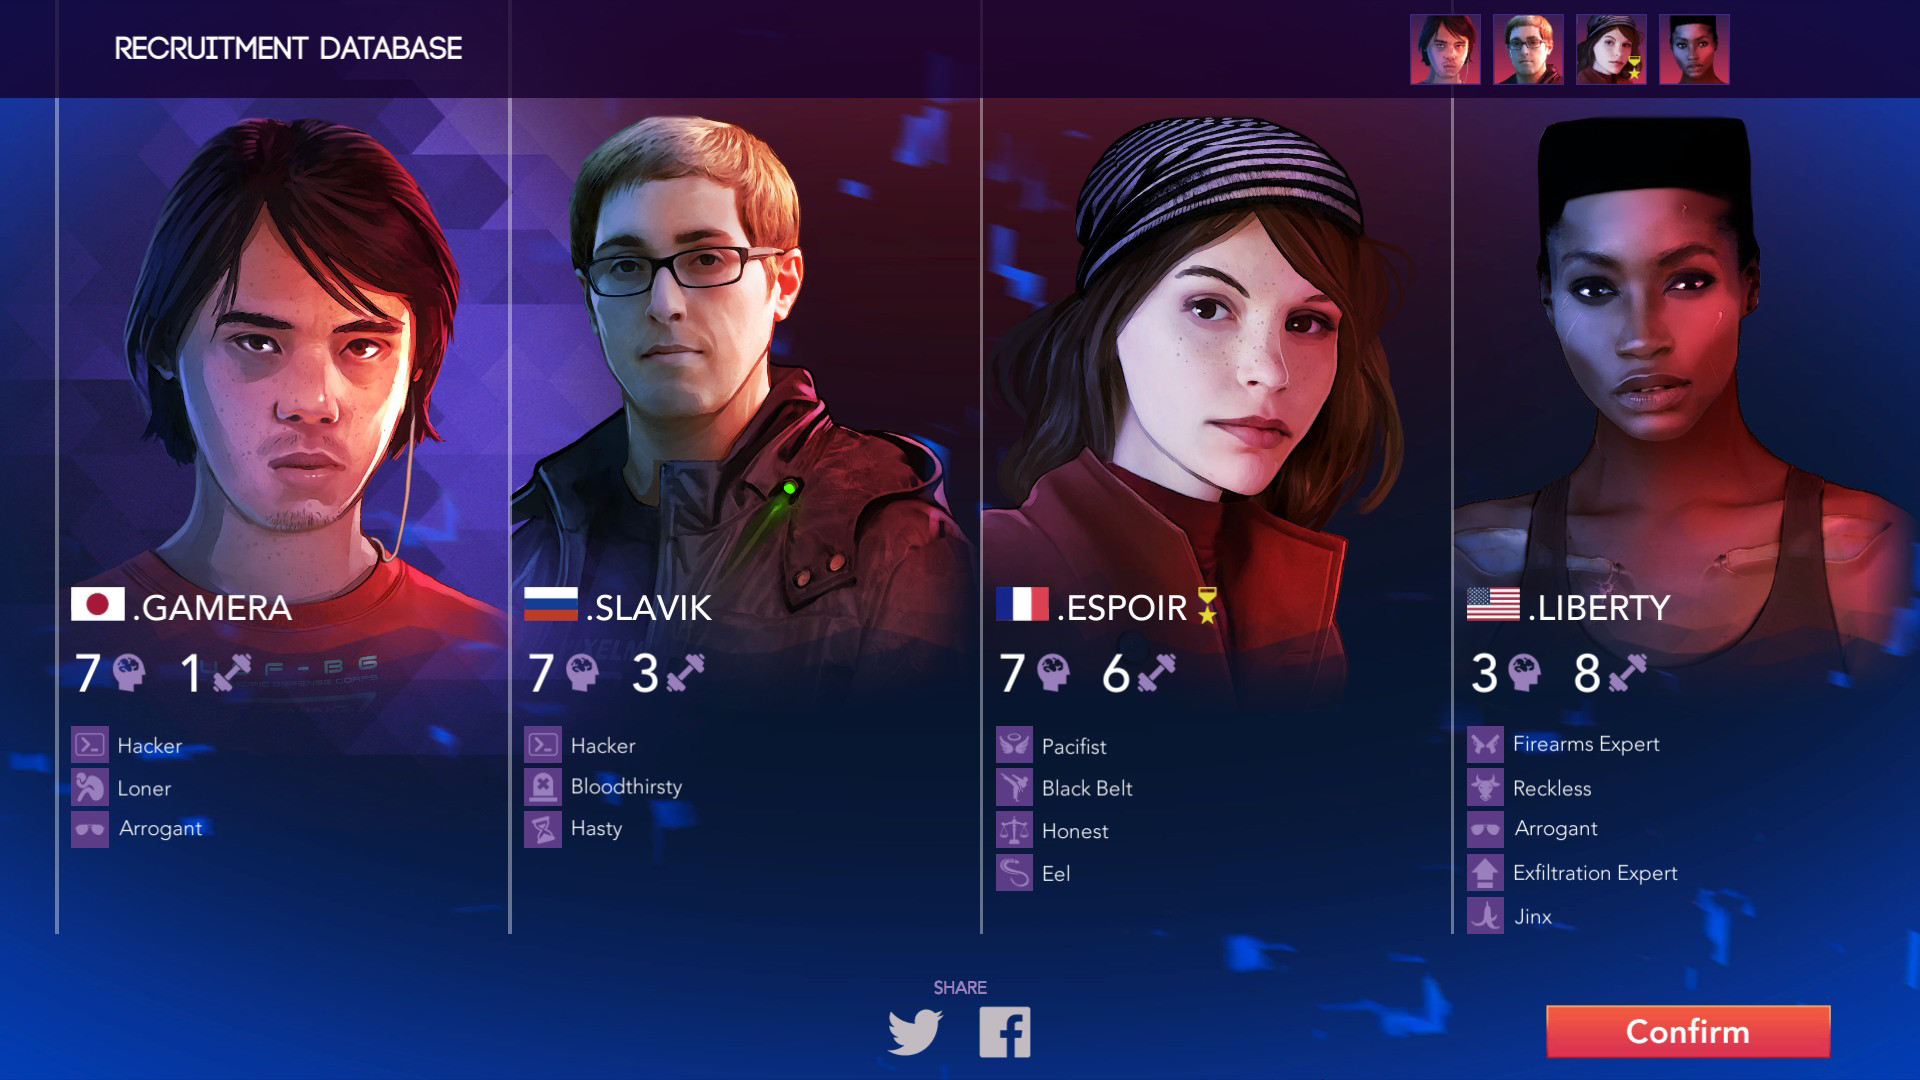 RECRUITMENT DATABASE
.GAMERA
7 1
Hacker
Loner
Arrogant
.SLAVIK
7 3
Hacker
Bloodthirsty
Hasty
.ESPOIR
7 6
Pacifist
Black Belt
Honest
Eel
.LIBERTY
3 8
Firearms Expert
Reckless
Arrogant
Exfiltration Expert
Jinx
SHARE
Confirm